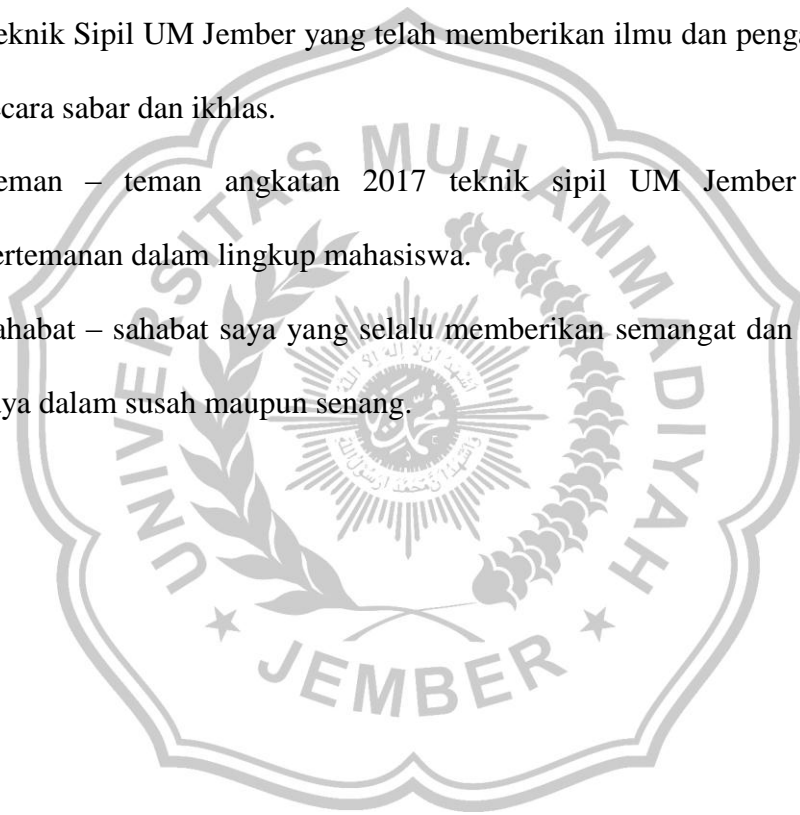 eknik Sipil UM Jember yang telah memberikan ilmu dan penga
cara sabar dan ikhlas.
eman – teman angkatan 2017 teknik sipil UM Jember
ertemanan dalam lingkup mahasiswa.
ahabat – sahabat saya yang selalu memberikan semangat dan
ya dalam susah maupun senang.
UNIVERSITAS MUHAMMADIYAH
JEMBER